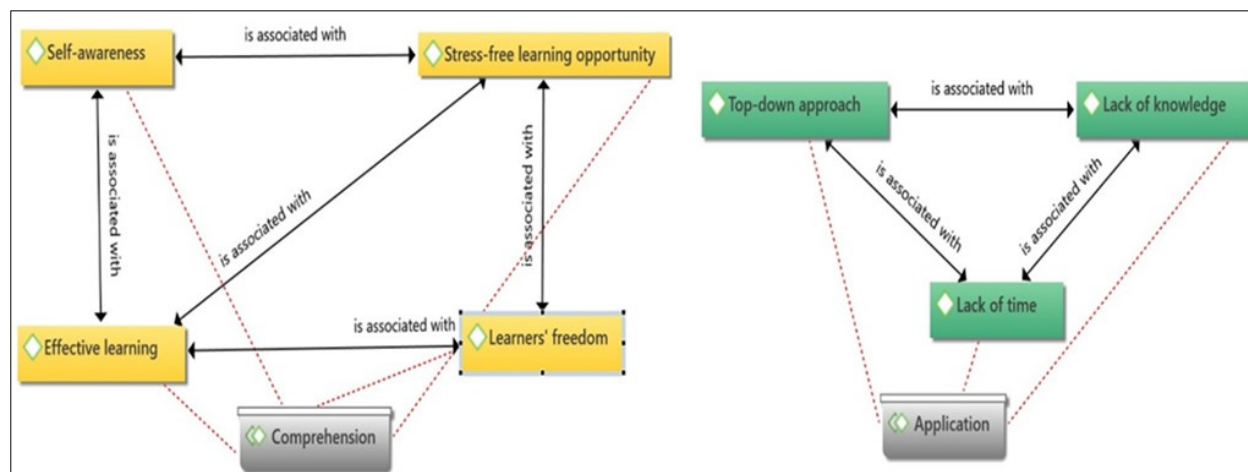 is associated with
Self-awareness
Stress-free learning opportunity
is associated with
is associated with
is associated with
Effective learning
is associated with
Learners' freedom
Comprehension
is associated with
Top-down approach
Lack of knowledge
is associated with
is associated with
Lack of time
Application